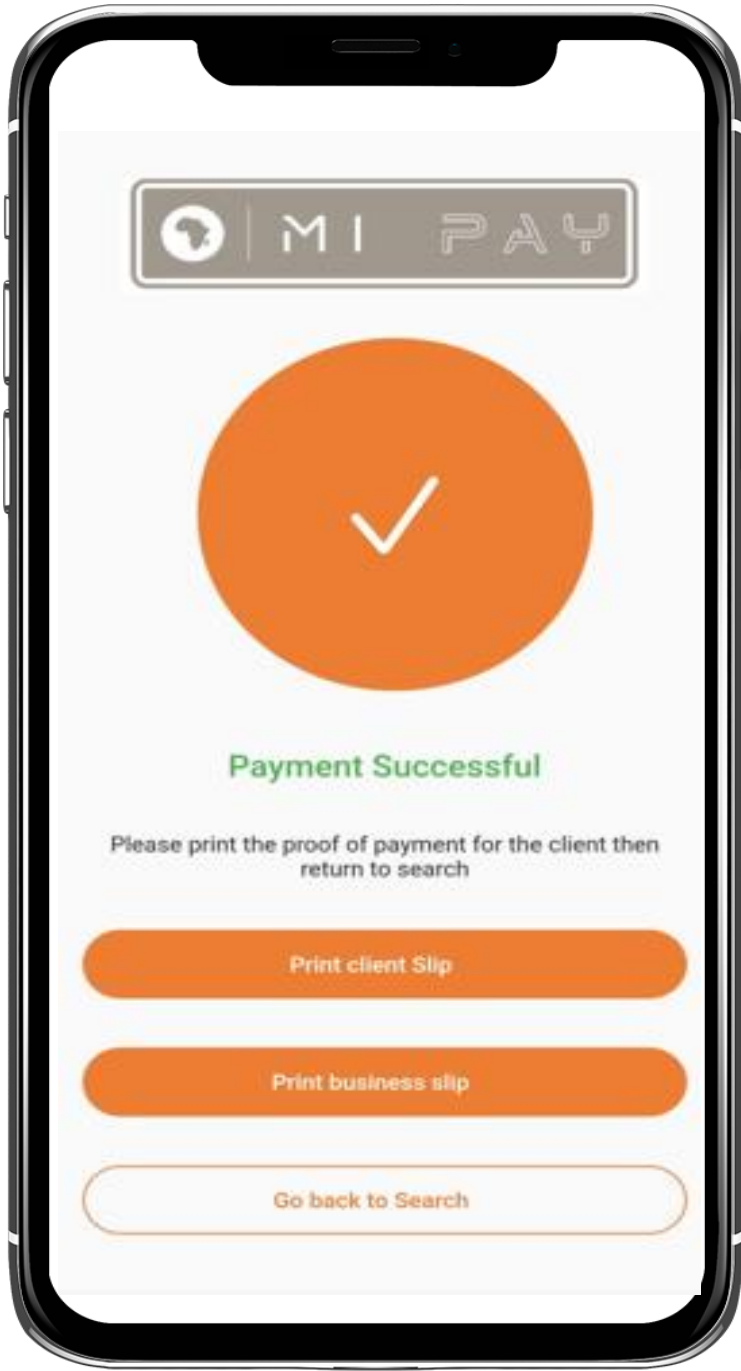 MI PAY
Payment Successful
Please print the proof of payment for the client then
return to search
Print client Slip
Print business slip
Go back to Search